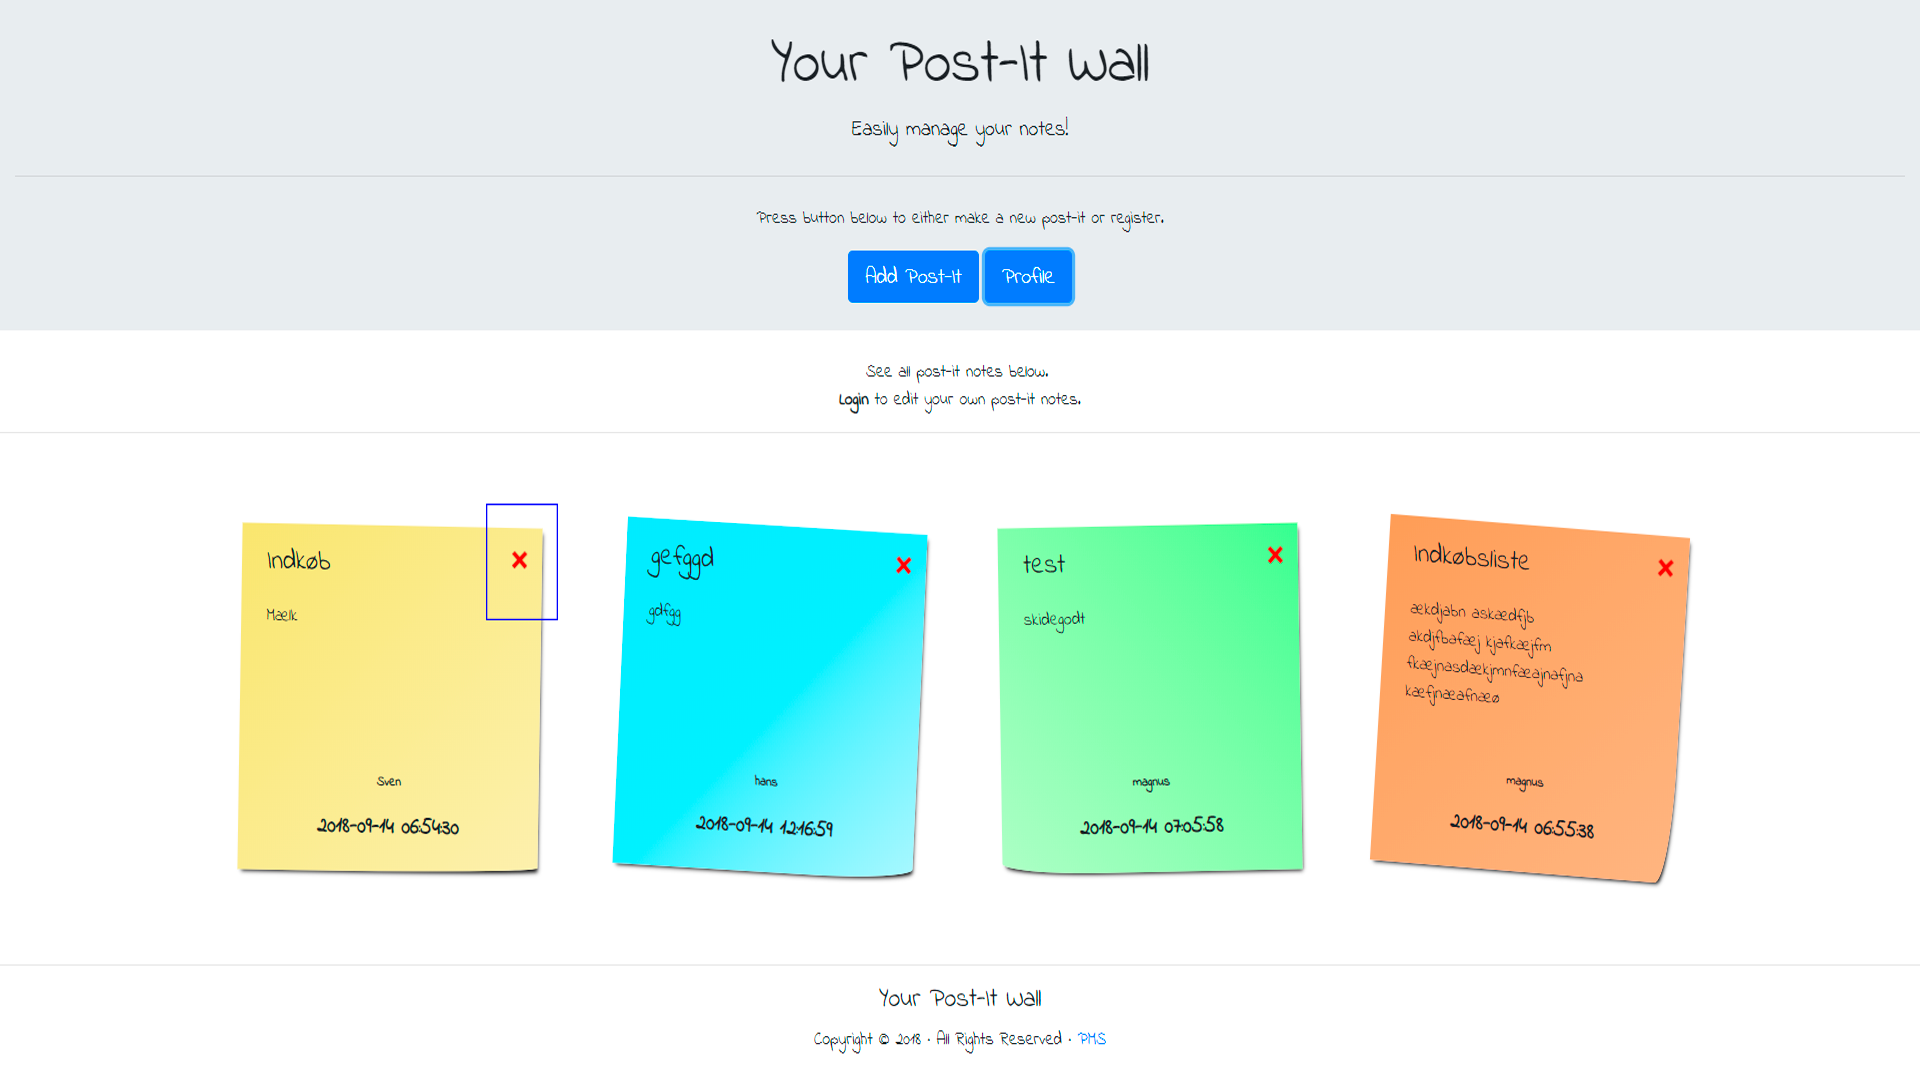 Your Post-It Wall
Easily manage your notes!
Press button below to either make a new post-it or register.
Add Post-It
Profile
See all post-it notes below.
Login to edit your own post-it notes.
Indkøb
Mælk
Sven
2018-09-14 06:54:30
gefggd
gdfgg
hans
2018-09-14 12:16:59
test
skidegodt
magnus
2018-09-14 07:05:58
Indkøbsliste
ækdjabn askædfjb
akdjfbafæj kjafkæjfm
fkæjnasdækjmnfæajnafjna
kæfjnæafnæø
magnus
2018-09-14 06:55:38
Your Post-It Wall
Copyright © 2018 · All Rights Reserved · PMS